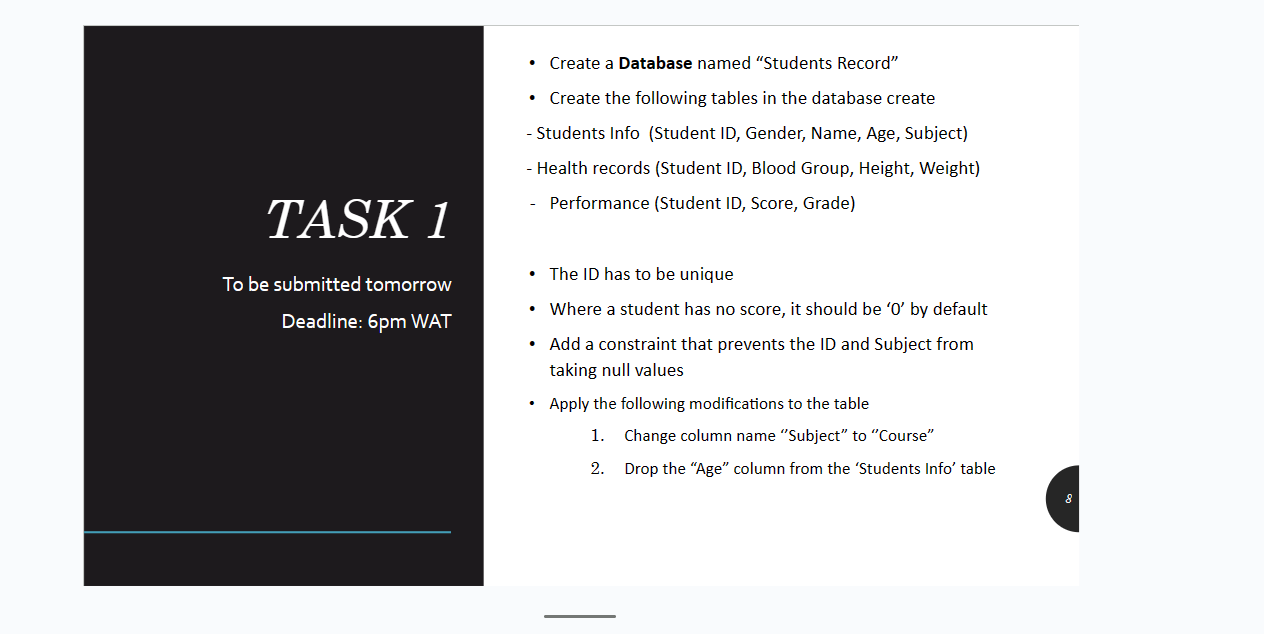 TASK 1
To be submitted tomorrow
Deadline: 6pm WAT
• Create a Database named “Students Record”
• Create the following tables in the database create
- Students Info  (Student ID, Gender, Name, Age, Subject)
- Health records (Student ID, Blood Group, Height, Weight)
- Performance (Student ID, Score, Grade)
• The ID has to be unique
• Where a student has no score, it should be ‘0’ by default
• Add a constraint that prevents the ID and Subject from
taking null values
• Apply the following modifications to the table
1. Change column name “Subject” to “Course”
2. Drop the “Age” column from the ‘Students Info’ table
8